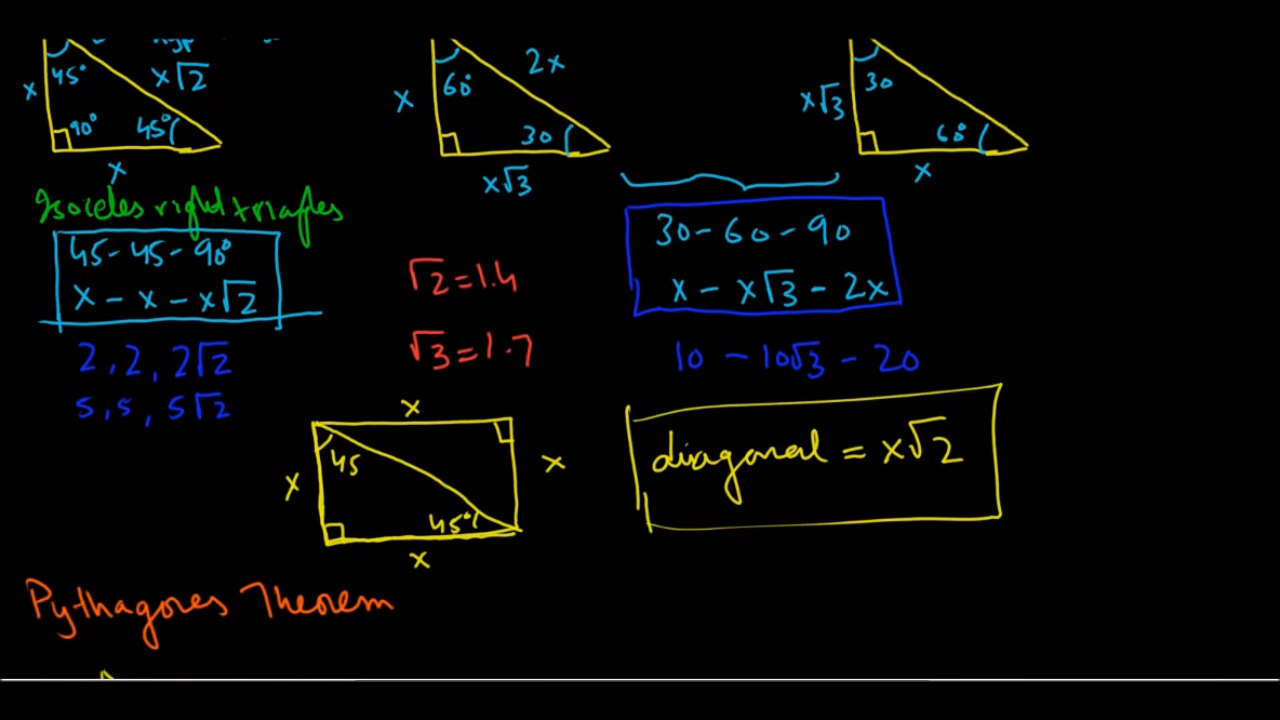 x
45°
x√2
90°
45°
x
x
60°
2x
30
x√3
x√3
30
60°
x
Isoceles right triangles
45-45-90°
x - x - x√2
2, 2, 2√2
5, 5, 5√2
√2=1.4
√3=1.7
30-60-90
x - x√3 - 2x
10 - 10√3 - 20
x
x
45
45°
x
x
diagonal = x√2
Pythagores Theorem